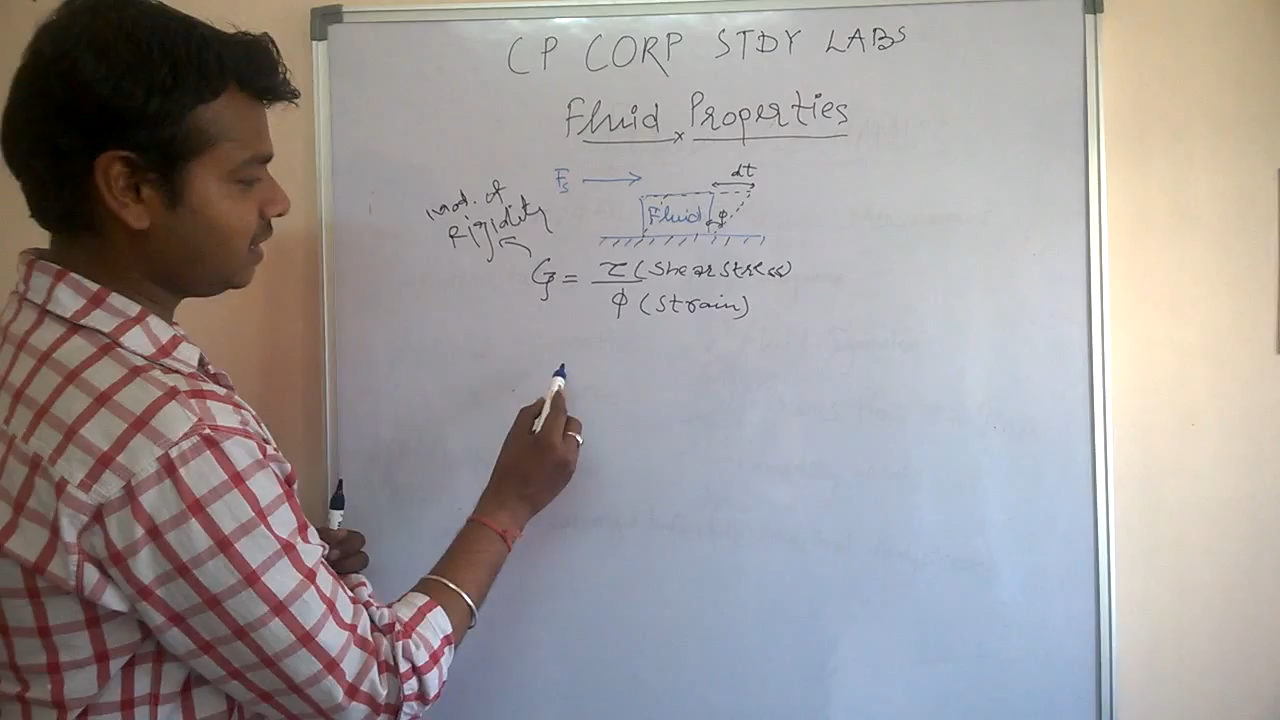 CP CORP STDY LABS
Fluid Properties
Fs
dt
Fluid
φ
mod. of
Rigidity
G = τ (Shear Stress)
φ (Strain)